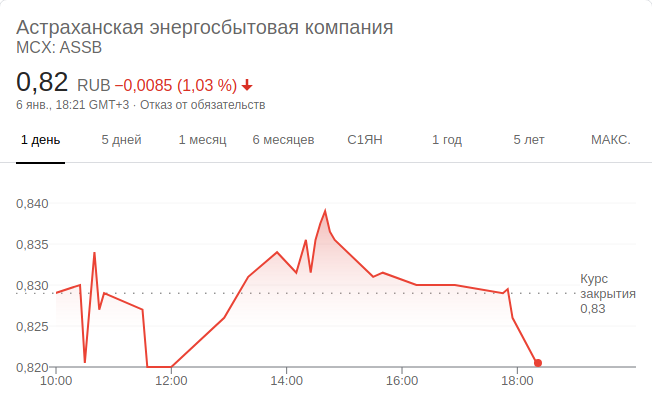 Астраханская энергосбытовая компания
MCX: ASSB
0,82 RUB −0,0085 (1,03 %)
6 янв., 18:21 GMT+3 · Отказ от обязательств
1 день 5 дней 1 месяц 6 месяцев С1ЯН 1 год 5 лет МАКС.
0,840
0,835
0,830
0,825
0,820
Курс
закрытия
0,83
10:00 12:00 14:00 16:00 18:00